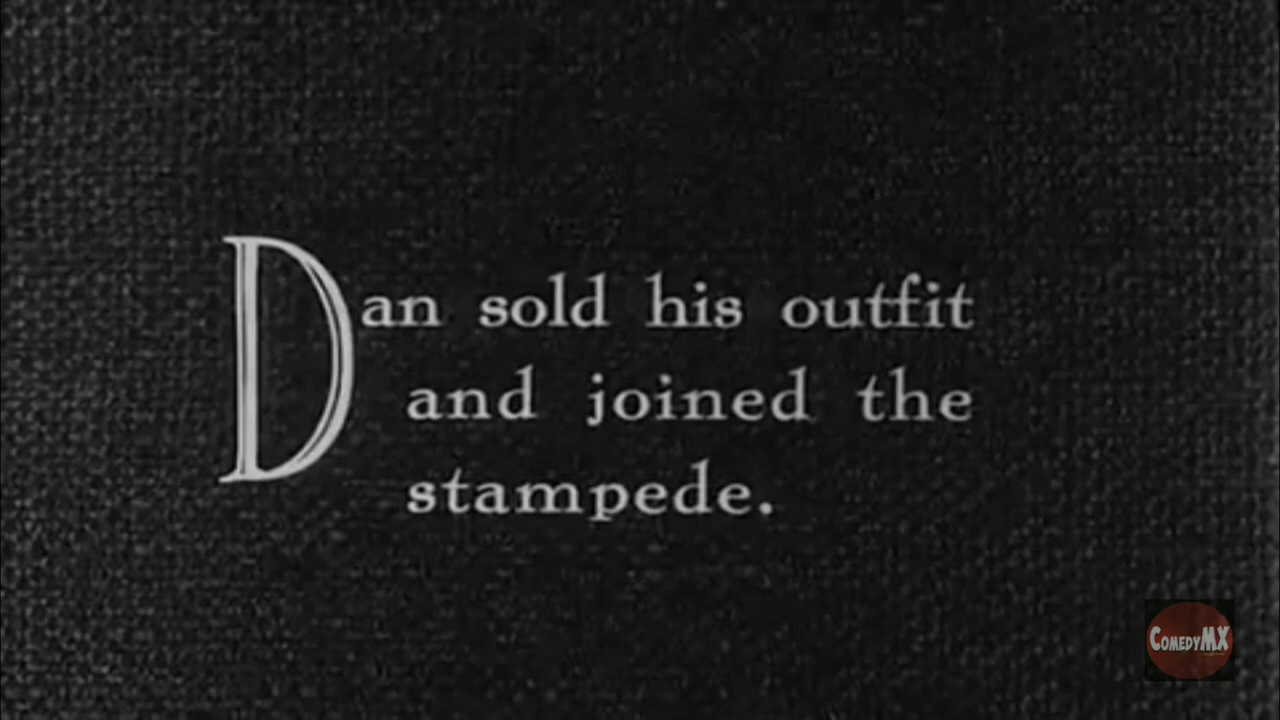 Dan sold his outfit
and joined the
stampede.
COMEDYMX